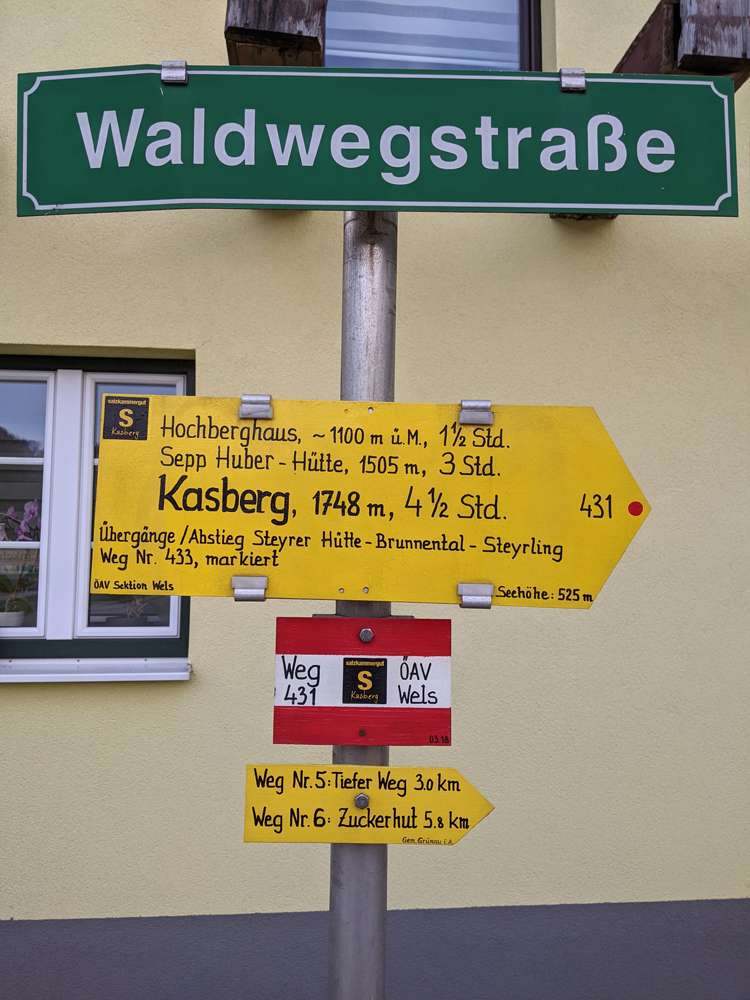 Waldwegstraße
salzkammergut
S
Kasberg
Hochberghaus, ~ 1100 m ü.M., 1½ Std.
Sepp Huber - Hütte, 1505 m, 3 Std.
Kasberg, 1748 m, 4 ½ Std.
431
Übergänge/Abstieg Steyrer Hütte - Brunnental - Steyrling
Weg Nr. 433, markiert
ÖAV Sektion Wels
Seehöhe: 525 m
Weg
431
salzkammergut
S
Kasberg
ÖAV
Wels
03.18
Weg Nr. 5: Tiefer Weg 3.0 km
Weg Nr. 6: Zuckerhut 5.8 km
Gem. Grünau i. A.